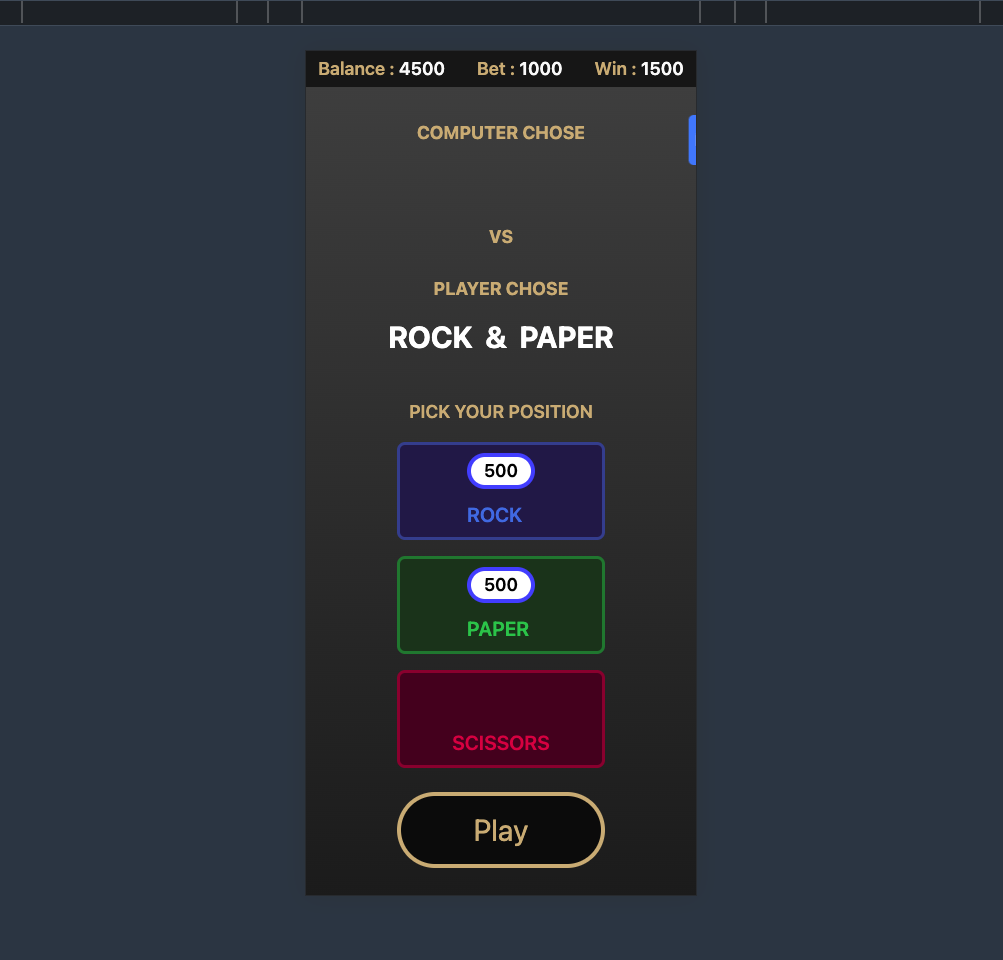 Balance : 4500 Bet : 1000 Win : 1500
COMPUTER CHOSE
VS
PLAYER CHOSE
ROCK & PAPER
PICK YOUR POSITION
500
ROCK
500
PAPER
SCISSORS
Play